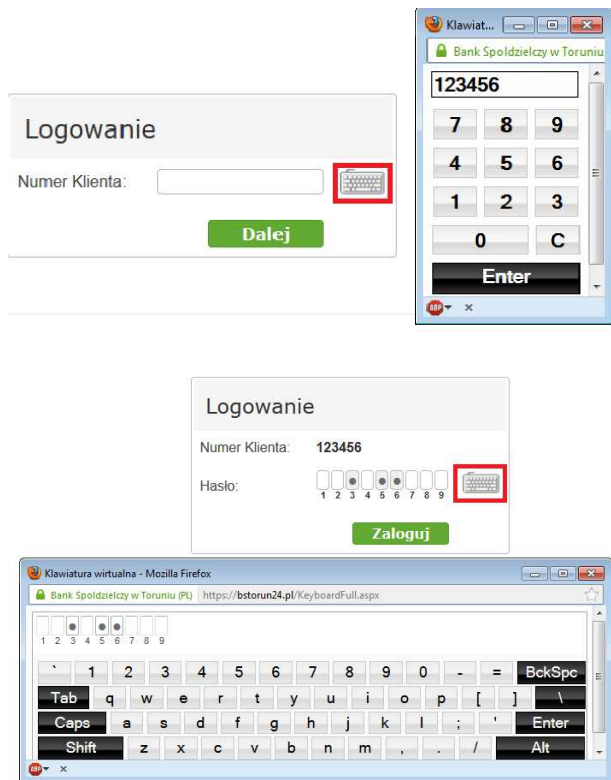 Klawiat...
Bank Spoldzielczy w Toruniu
123456
7 8 9
4 5 6
1 2 3
0 C
Enter
ABP x
Logowanie
Numer Klienta:
Dalej
Logowanie
Numer Klienta: 123456
Hasło:
1 2 3 4 5 6 7 8 9
Zaloguj
Klawiatura wirtualna - Mozilla Firefox
Bank Spoldzielczy w Toruniu (PL) https://bstorun24.pl/KeyboardFull.aspx
1 2 3 4 5 6 7 8 9
` 1 2 3 4 5 6 7 8 9 0 - = BckSpc
Tab q w e r t y u i o p [ ] \
Caps a s d f g h j k l ; ' Enter
Shift z x c v b n m , . / Alt
ABP x